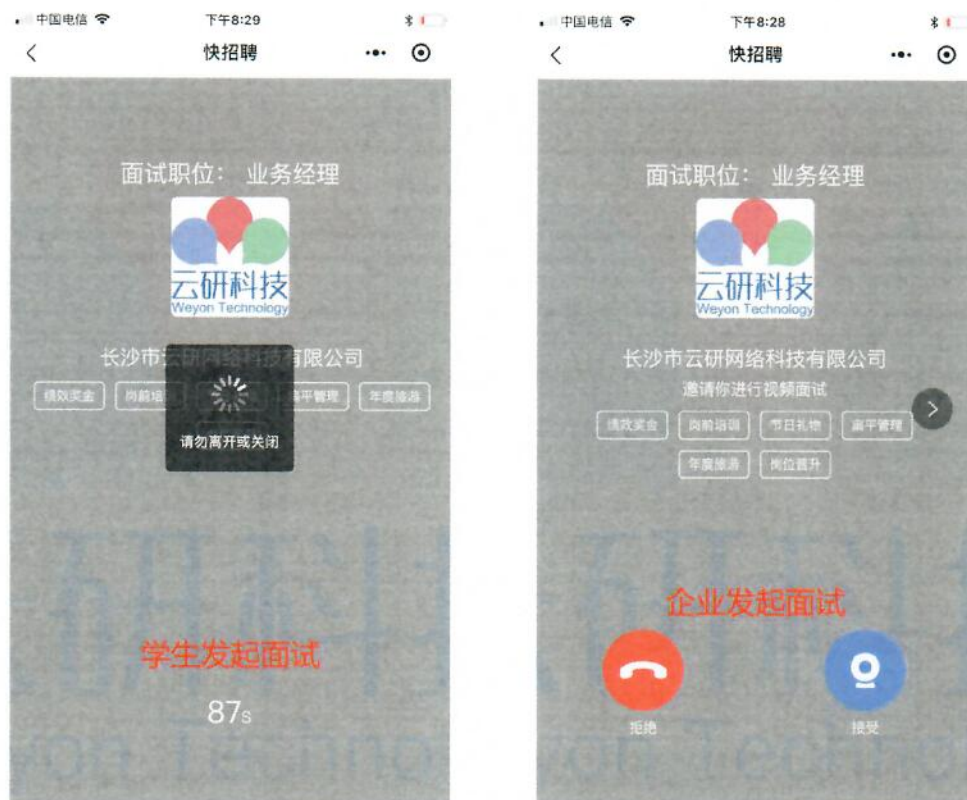 中国电信
下午8:29
快招聘
面试职位： 业务经理
云研科技
Weyon Technology
长沙市云研网络科技有限公司
绩效奖金
岗前培
扁平管理
年度旅游
请勿离开或关闭
学生发起面试
87s
中国电信
下午8:28
快招聘
面试职位： 业务经理
云研科技
Weyon Technology
长沙市云研网络科技有限公司
邀请你进行视频面试
绩效奖金 岗前培训 节日礼物 扁平管理
年度旅游 岗位晋升
企业发起面试
拒绝 接受